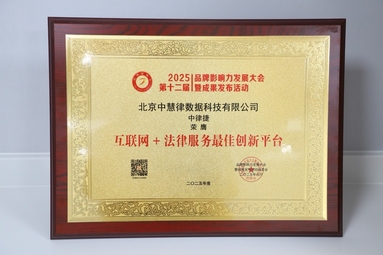 2025 品牌影响力发展大会
第十二届 暨成果发布活动
北京中慧律数据科技有限公司
中律捷
荣膺
互联网 + 法律服务最佳创新平台
二〇二五年度